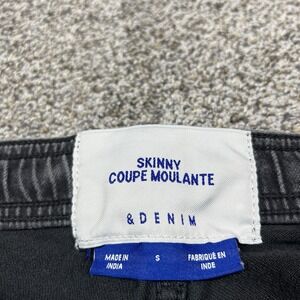 SKINNY
COUPE MOULANTE
& DENIM
MADE IN
INDIA
S
FABRIQUÉ EN
INDE